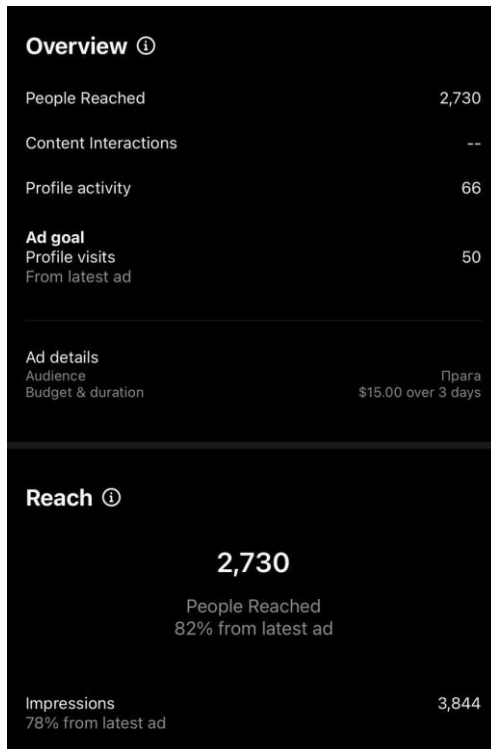 Overview
People Reached 2,730
Content Interactions --
Profile activity 66
Ad goal
Profile visits 50
From latest ad
Ad details
Audience Прага
Budget & duration $15.00 over 3 days
Reach
2,730
People Reached
82% from latest ad
Impressions 3,844
78% from latest ad